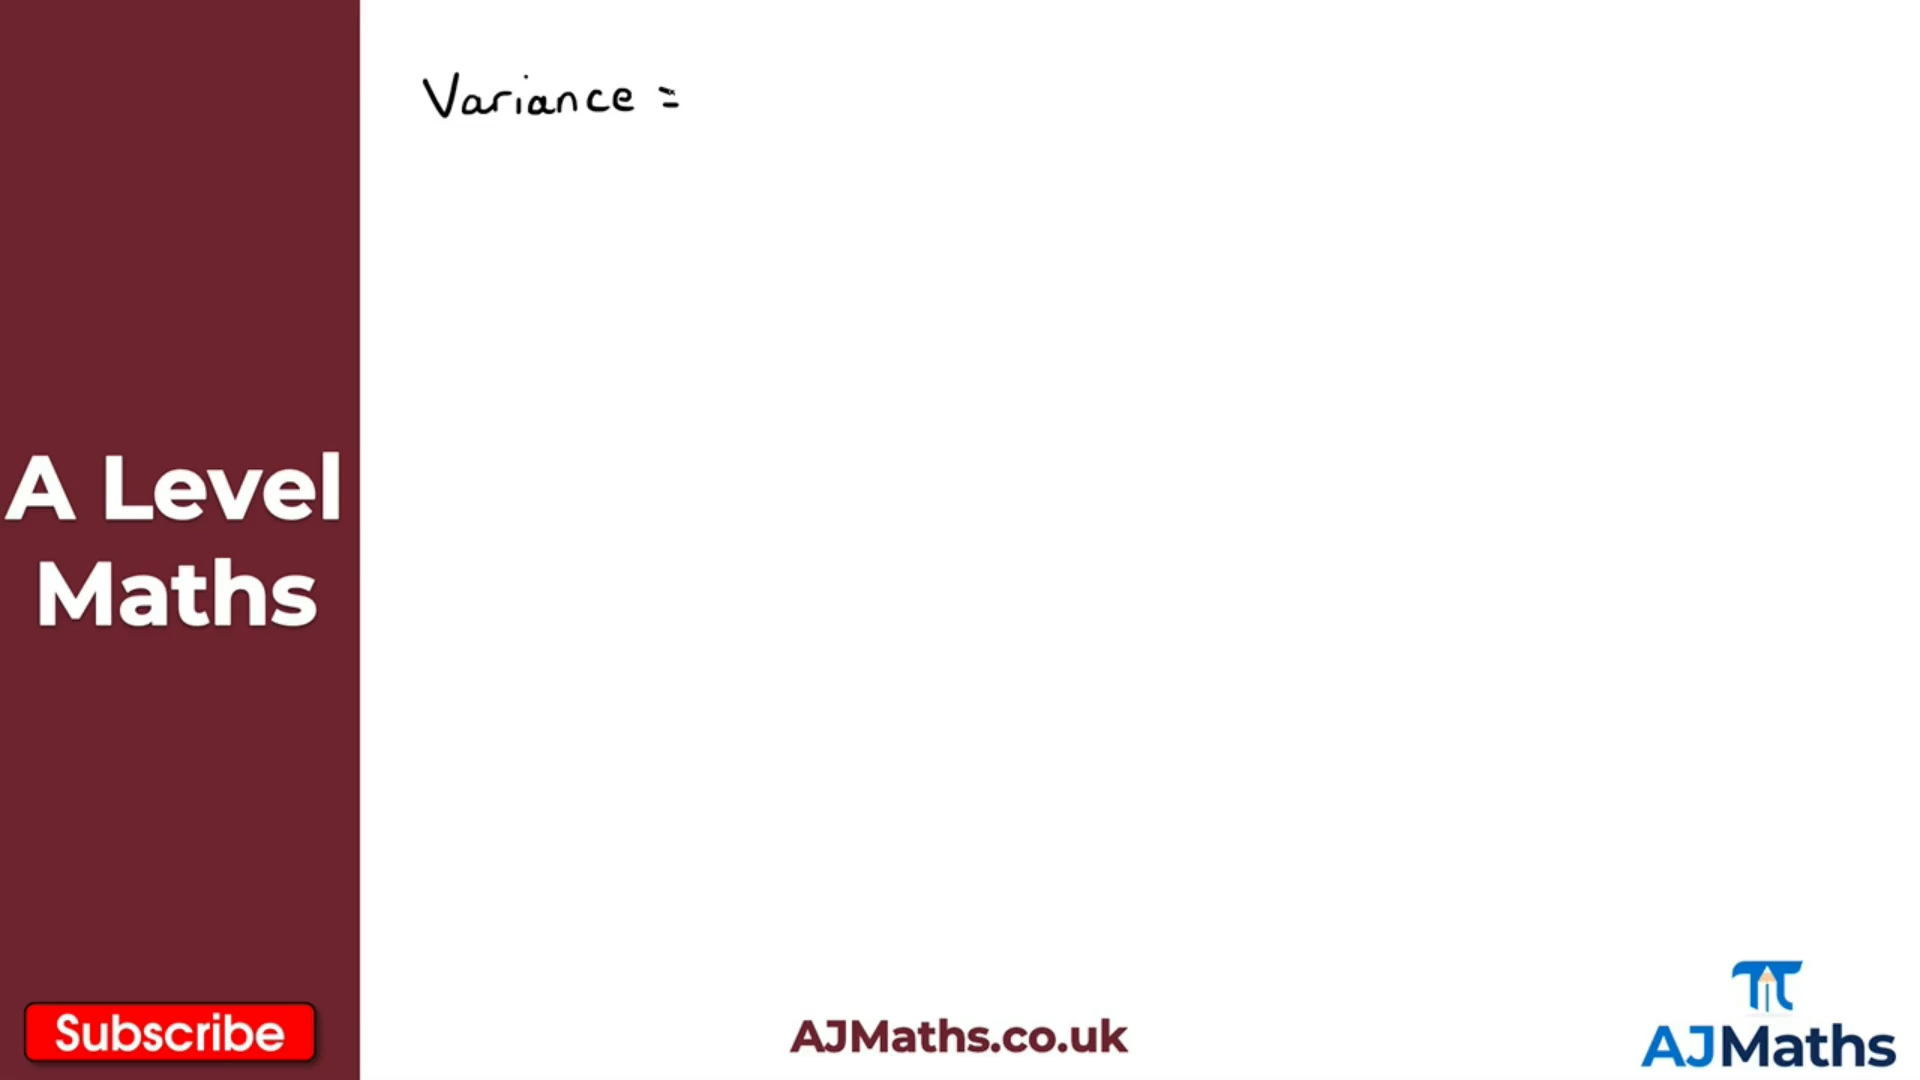 Variance =
A Level
Maths
Subscribe
AJMaths.co.uk
AJMaths